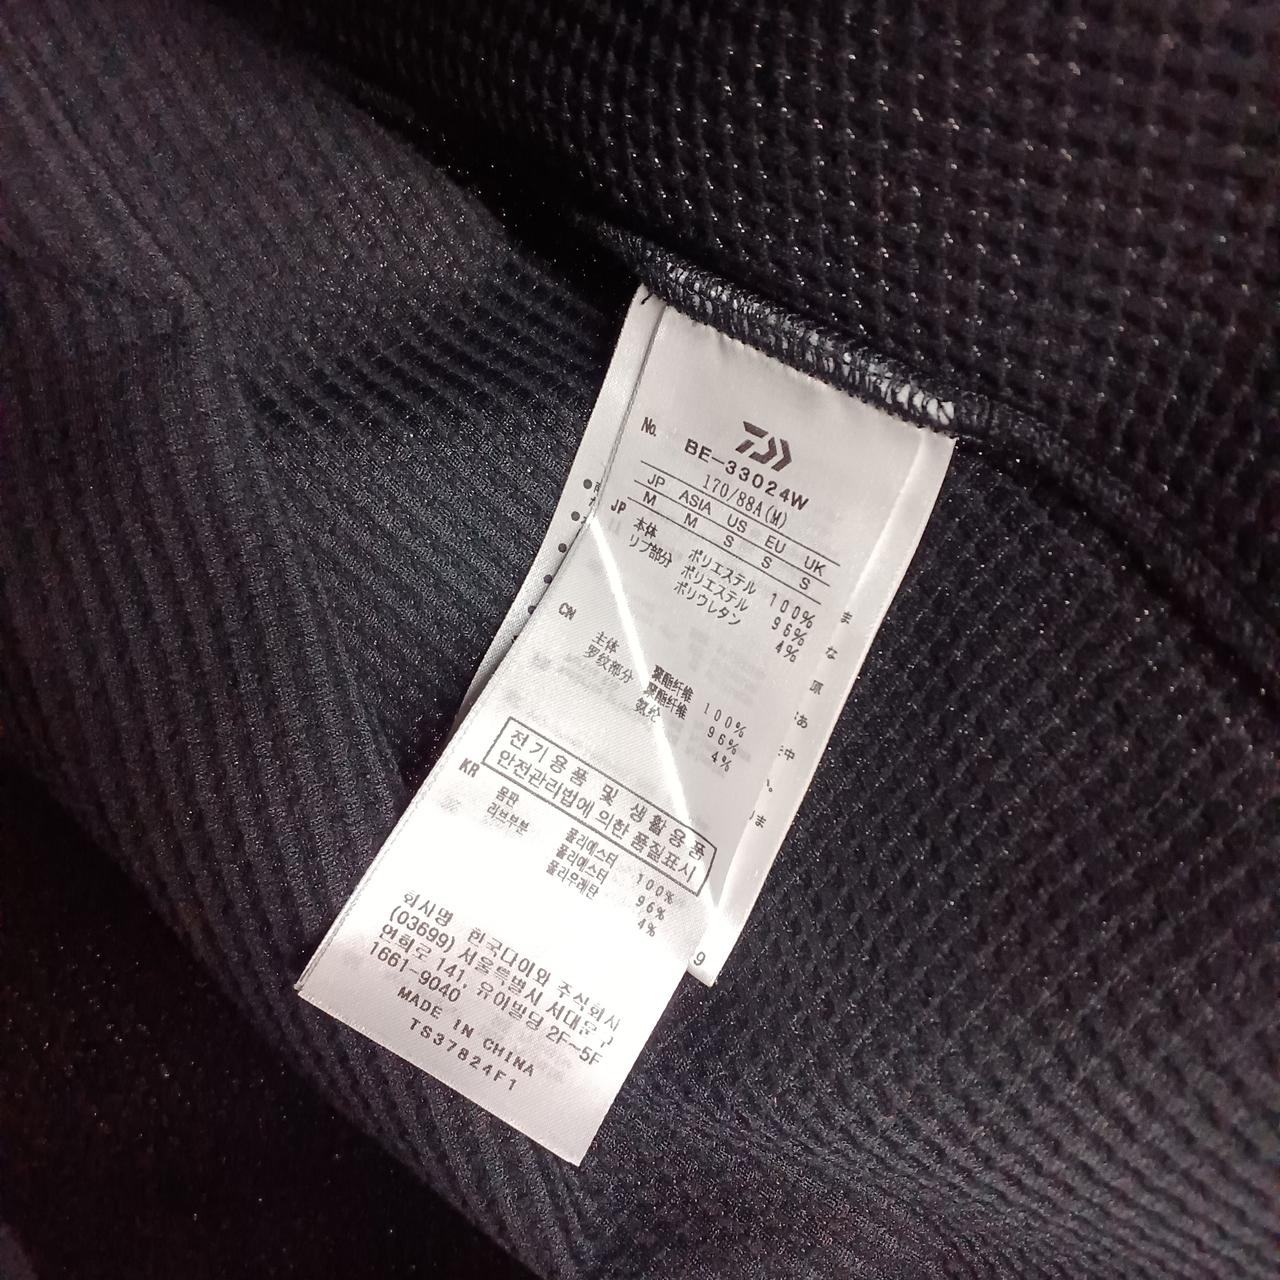 No. BE-33024W
170/88A(M)
JP ASIA US EU UK
M M S S S
JP
本体 ポリエステル 100%
リブ部分 ポリエステル 96%
ポリウレタン 4%
CN
主体 聚酯纤维 100%
罗纹部分 聚酯纤维 96%
氨纶 4%
KR
전기용품 및 생활용품
안전관리법에 의한 품질표시
몸판 폴리에스터 100%
리브부분 폴리에스터 96%
폴리우레탄 4%
회사명 한국다이와 주식회사
(03699) 서울특별시 서대문구
연희로 141, 유이빌딩 2F~5F
1661-9040
MADE IN CHINA
TS37824F1
ま
な
原
あ
中
ま
9